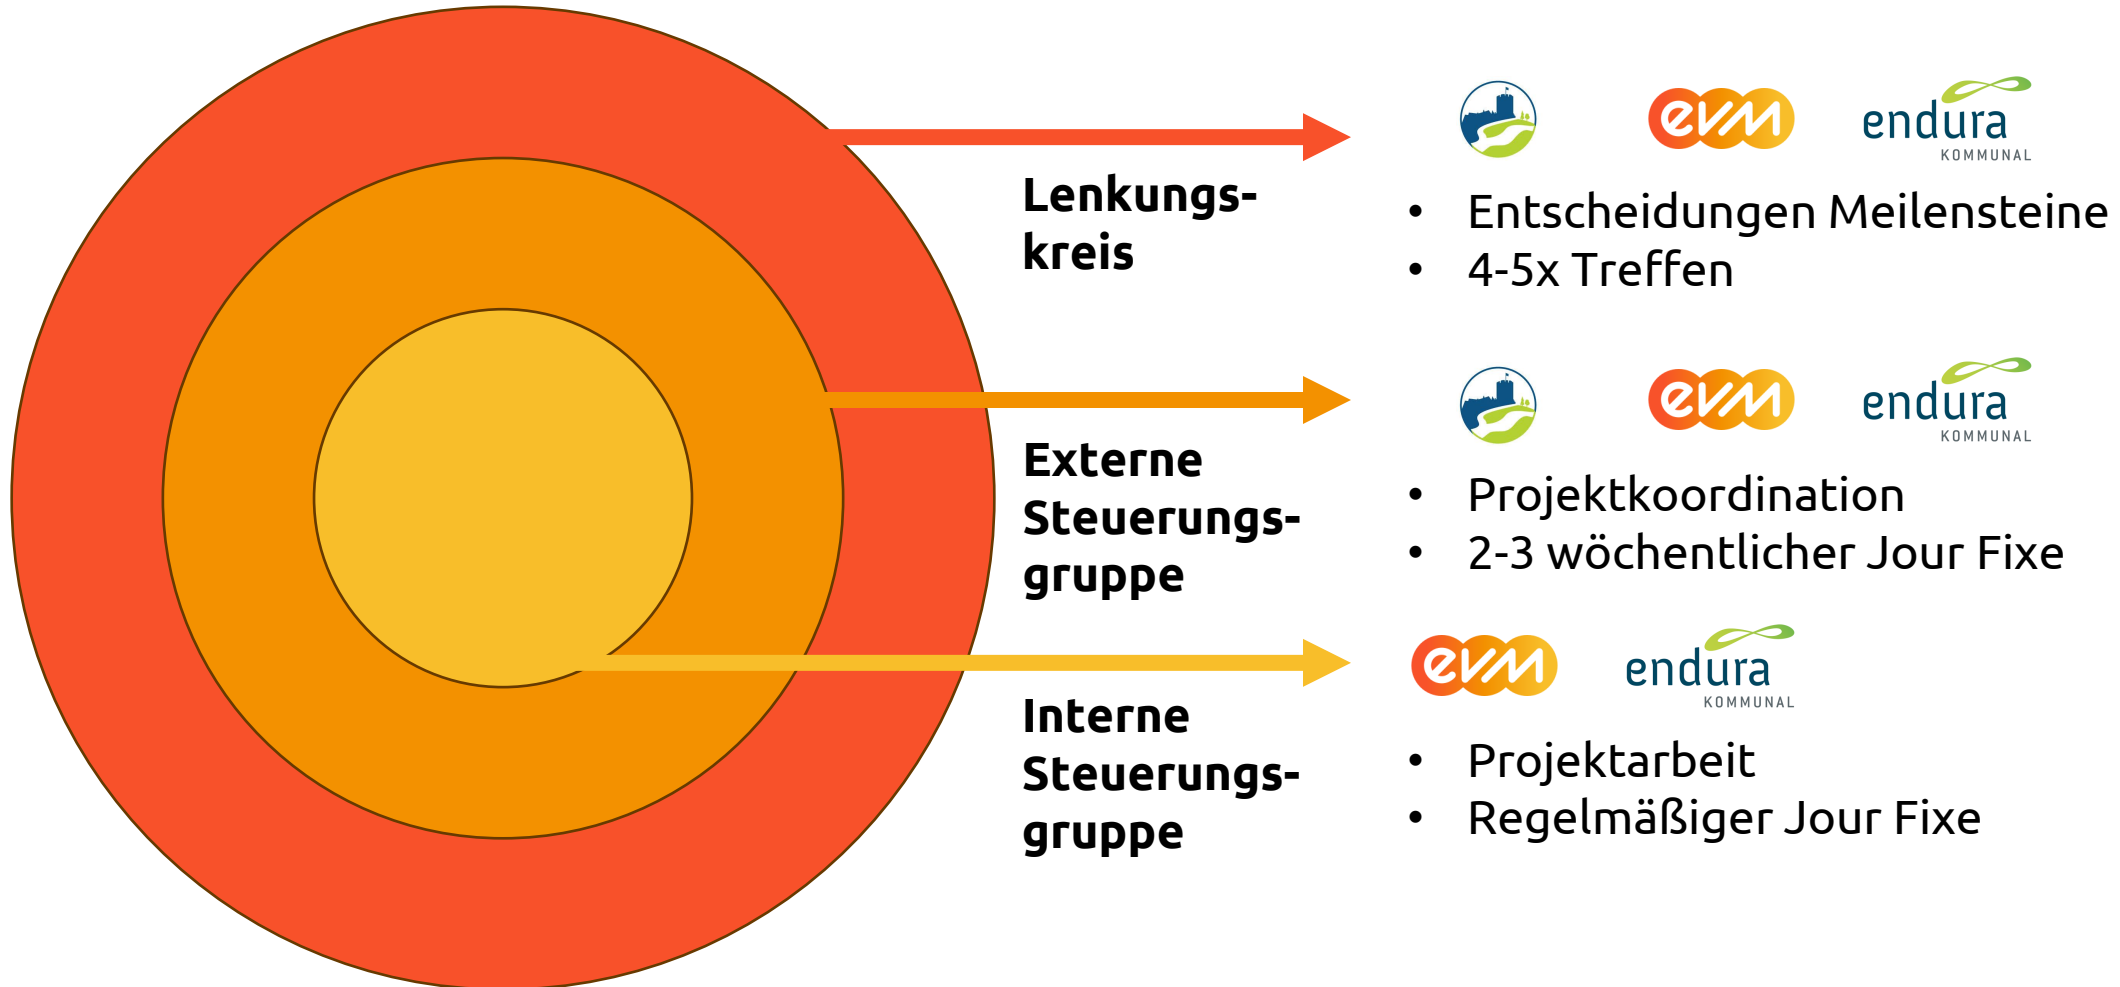 evm
endura
KOMMUNAL
Lenkungs-
kreis
• Entscheidungen Meilensteine
• 4-5x Treffen
evm
endura
KOMMUNAL
Externe
Steuerungs-
gruppe
• Projektkoordination
• 2-3 wöchentlicher Jour Fixe
evm
endura
KOMMUNAL
Interne
Steuerungs-
gruppe
• Projektarbeit
• Regelmäßiger Jour Fixe